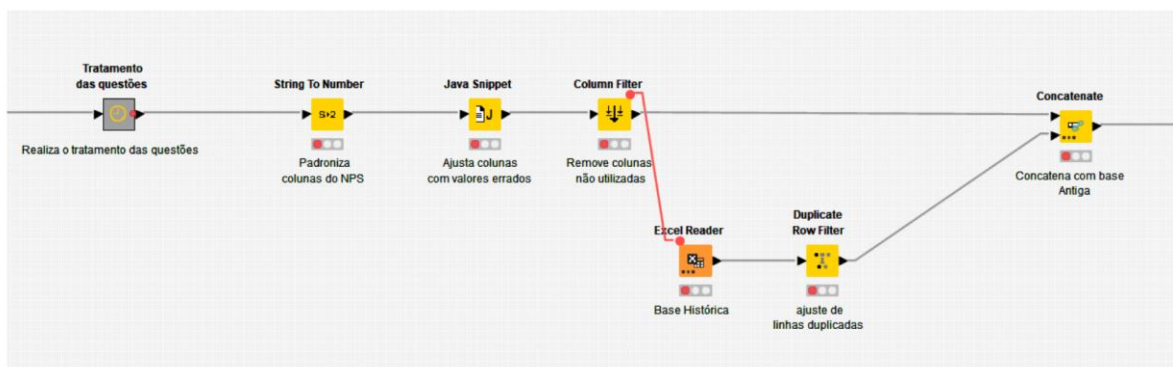 Tratamento
das questões
Realiza o tratamento das questões
String To Number
S+2
Padroniza
colunas do NPS
Java Snippet
J
Ajusta colunas
com valores errados
Column Filter
Remove colunas
não utilizadas
Excel Reader
X
Base Histórica
Duplicate
Row Filter
ajuste de
linhas duplicadas
Concatenate
Concatena com base
Antiga